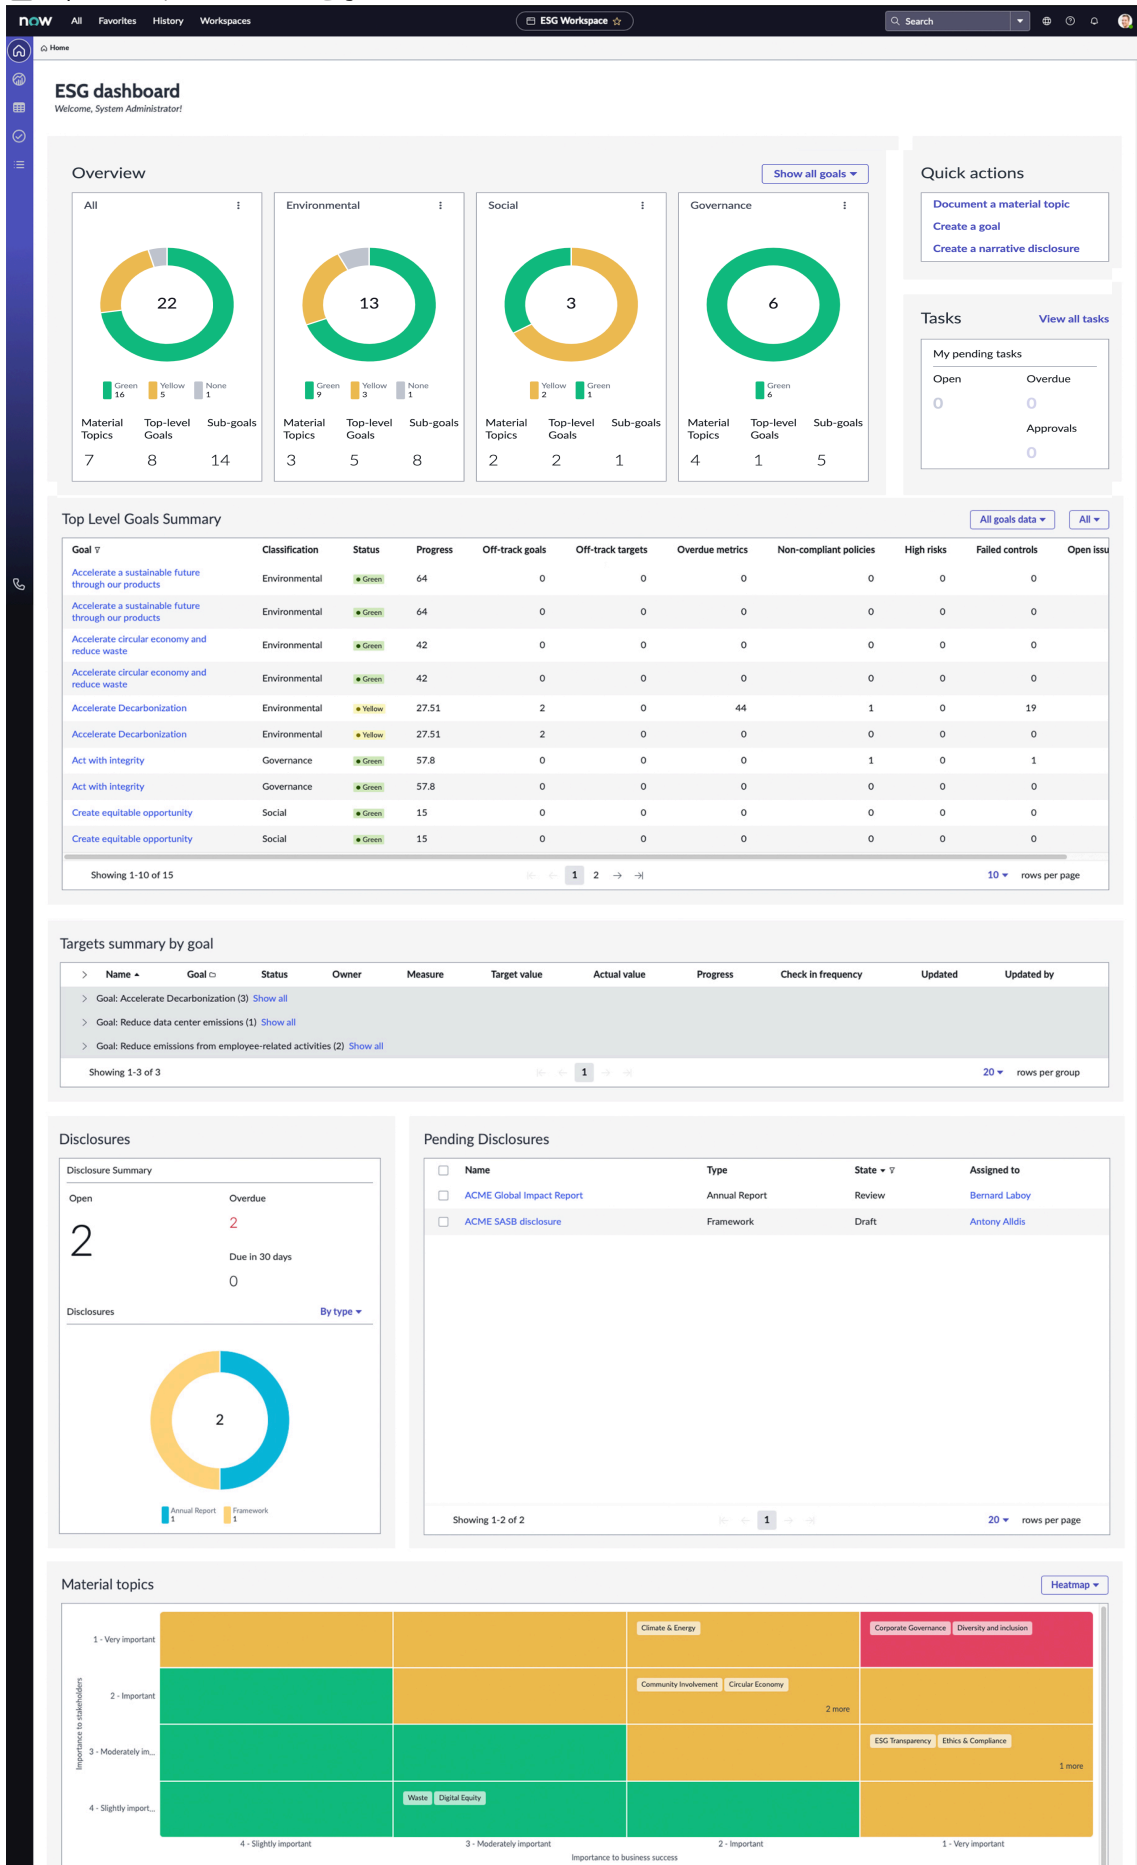 now All Favorites History Workspaces ESG Workspace Search
Home
ESG dashboard
Welcome, System Administrator!
Overview
Show all goals
All
22
Green 16
Yellow 5
None 1
Material Topics
Top-level Goals
Sub-goals
7 8 14
Environmental
13
Green 9
Yellow 3
None 1
Material Topics
Top-level Goals
Sub-goals
3 5 8
Social
3
Yellow 2
Green 1
Material Topics
Top-level Goals
Sub-goals
2 2 1
Governance
6
Green 6
Material Topics
Top-level Goals
Sub-goals
4 1 5
Quick actions
Document a material topic
Create a goal
Create a narrative disclosure
Tasks
View all tasks
My pending tasks
Open Overdue
0 0
Approvals
0
Top Level Goals Summary
All goals data All
Goal Classification Status Progress Off-track goals Off-track targets Overdue metrics Non-compliant policies High risks Failed controls Open issu
Accelerate a sustainable future through our products Environmental Green 64 0 0 0 0 0 0
Accelerate a sustainable future through our products Environmental Green 64 0 0 0 0 0 0
Accelerate circular economy and reduce waste Environmental Green 42 0 0 0 0 0 0
Accelerate circular economy and reduce waste Environmental Green 42 0 0 0 0 0 0
Accelerate Decarbonization Environmental Yellow 27.51 2 0 44 1 0 19
Accelerate Decarbonization Environmental Yellow 27.51 2 0 0 0 0 0
Act with integrity Governance Green 57.8 0 0 0 1 0 1
Act with integrity Governance Green 57.8 0 0 0 0 0 0
Create equitable opportunity Social Green 15 0 0 0 0 0 0
Create equitable opportunity Social Green 15 0 0 0 0 0 0
Showing 1-10 of 15 1 2 10 rows per page
Targets summary by goal
Name Goal Status Owner Measure Target value Actual value Progress Check in frequency Updated Updated by
Goal: Accelerate Decarbonization (3) Show all
Goal: Reduce data center emissions (1) Show all
Goal: Reduce emissions from employee-related activities (2) Show all
Showing 1-3 of 3 1 20 rows per group
Disclosures
Disclosure Summary
Open Overdue
2 2
Due in 30 days
0
Disclosures By type
2
Annual Report 1
Framework 1
Pending Disclosures
Name Type State Assigned to
ACME Global Impact Report Annual Report Review Bernard Laboy
ACME SASB disclosure Framework Draft Antony Alldis
Showing 1-2 of 2 1 20 rows per page
Material topics
Heatmap
Importance to stakeholders
1 - Very important
Climate & Energy
Corporate Governance Diversity and inclusion
2 - Important
Community Involvement Circular Economy
2 more
3 - Moderately im...
ESG Transparency Ethics & Compliance
1 more
4 - Slightly import...
Waste Digital Equity
4 - Slightly important 3 - Moderately important 2 - Important 1 - Very important
Importance to business success